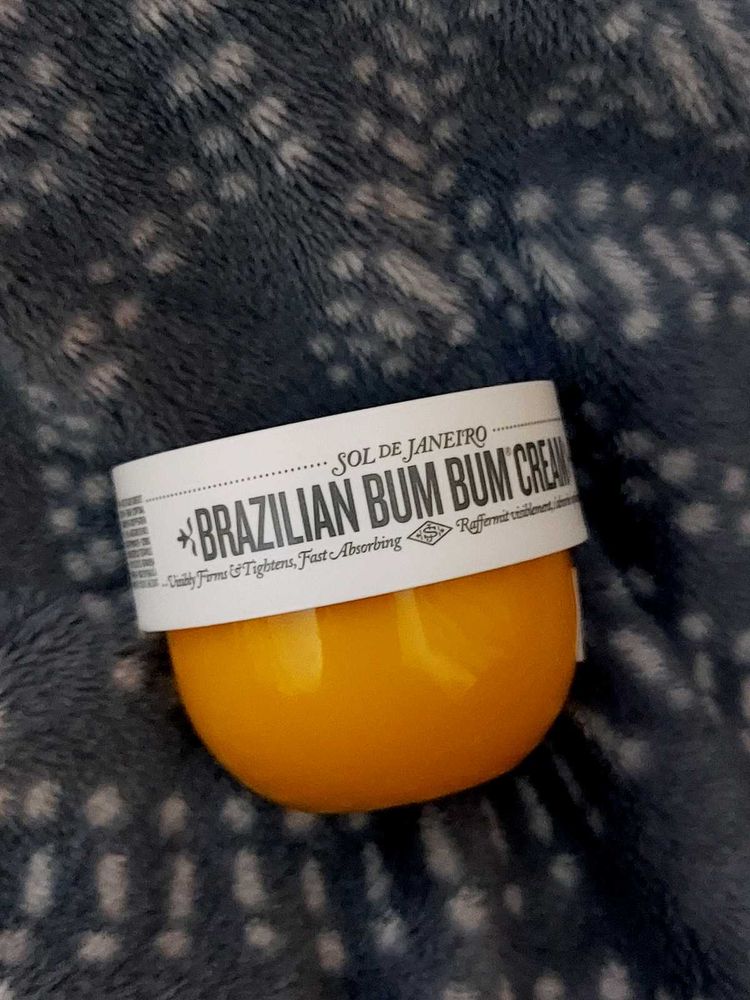 SOL DE JANEIRO
BRAZILIAN BUM BUM® CREAM
Visibly Firms & Tightens, Fast Absorbing
Raffermit visiblement,